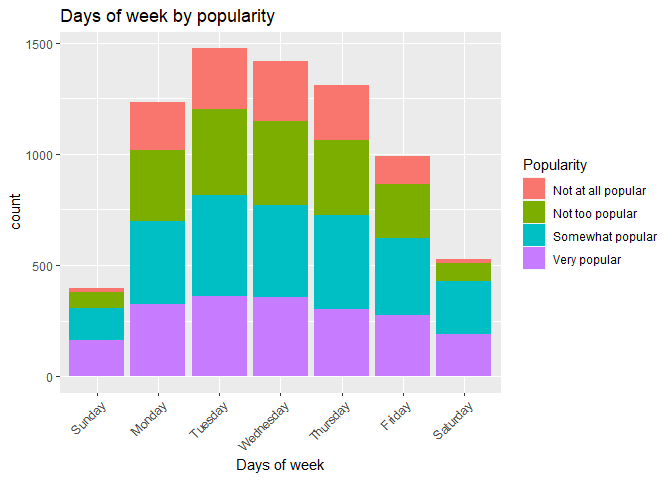 Days of week by popularity
1500
1000
500
0
count
Sunday
Monday
Tuesday
Wednesday
Thursday
Friday
Saturday
Days of week
Popularity
Not at all popular
Not too popular
Somewhat popular
Very popular